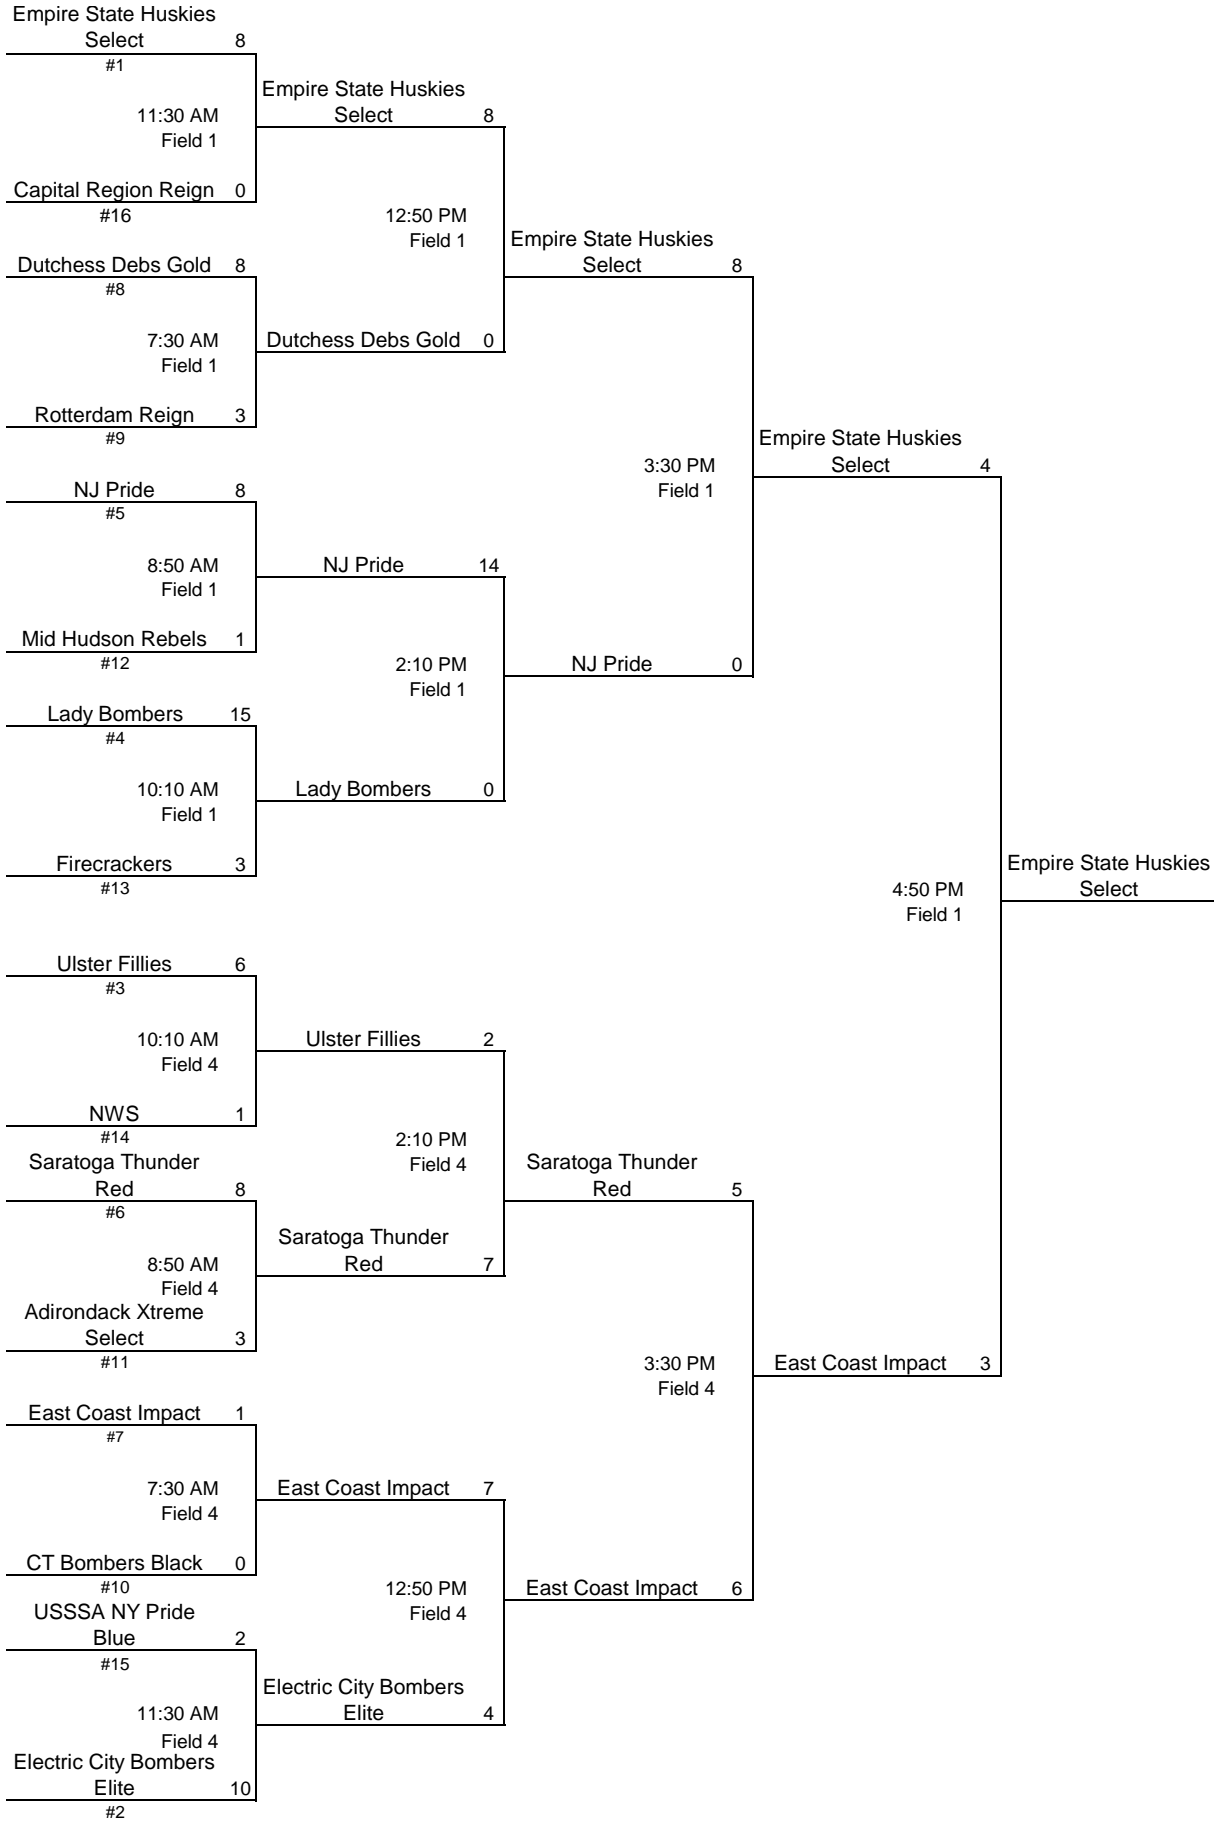 Empire State Huskies
Select 8
#1
11:30 AM
Field 1
Capital Region Reign 0
#16
Dutchess Debs Gold 8
#8
7:30 AM
Field 1
Rotterdam Reign 3
#9
NJ Pride 8
#5
8:50 AM
Field 1
Mid Hudson Rebels 1
#12
Lady Bombers 15
#4
10:10 AM
Field 1
Firecrackers 3
#13
Ulster Fillies 6
#3
10:10 AM
Field 4
NWS 1
#14
Saratoga Thunder
Red 8
#6
8:50 AM
Field 4
Adirondack Xtreme
Select 3
#11
East Coast Impact 1
#7
7:30 AM
Field 4
CT Bombers Black 0
#10
USSSA NY Pride
Blue 2
#15
11:30 AM
Field 4
Electric City Bombers
Elite 10
#2
Empire State Huskies
Select 8
12:50 PM
Field 1
Dutchess Debs Gold 0
NJ Pride 14
2:10 PM
Field 1
Lady Bombers 0
Ulster Fillies 2
2:10 PM
Field 4
Saratoga Thunder
Red 7
East Coast Impact 7
12:50 PM
Field 4
Electric City Bombers
Elite 4
Empire State Huskies
Select 8
3:30 PM
Field 1
NJ Pride 0
Saratoga Thunder
Red 5
3:30 PM
Field 4
East Coast Impact 6
Empire State Huskies
Select 4
4:50 PM
Field 1
East Coast Impact 3
Empire State Huskies
Select